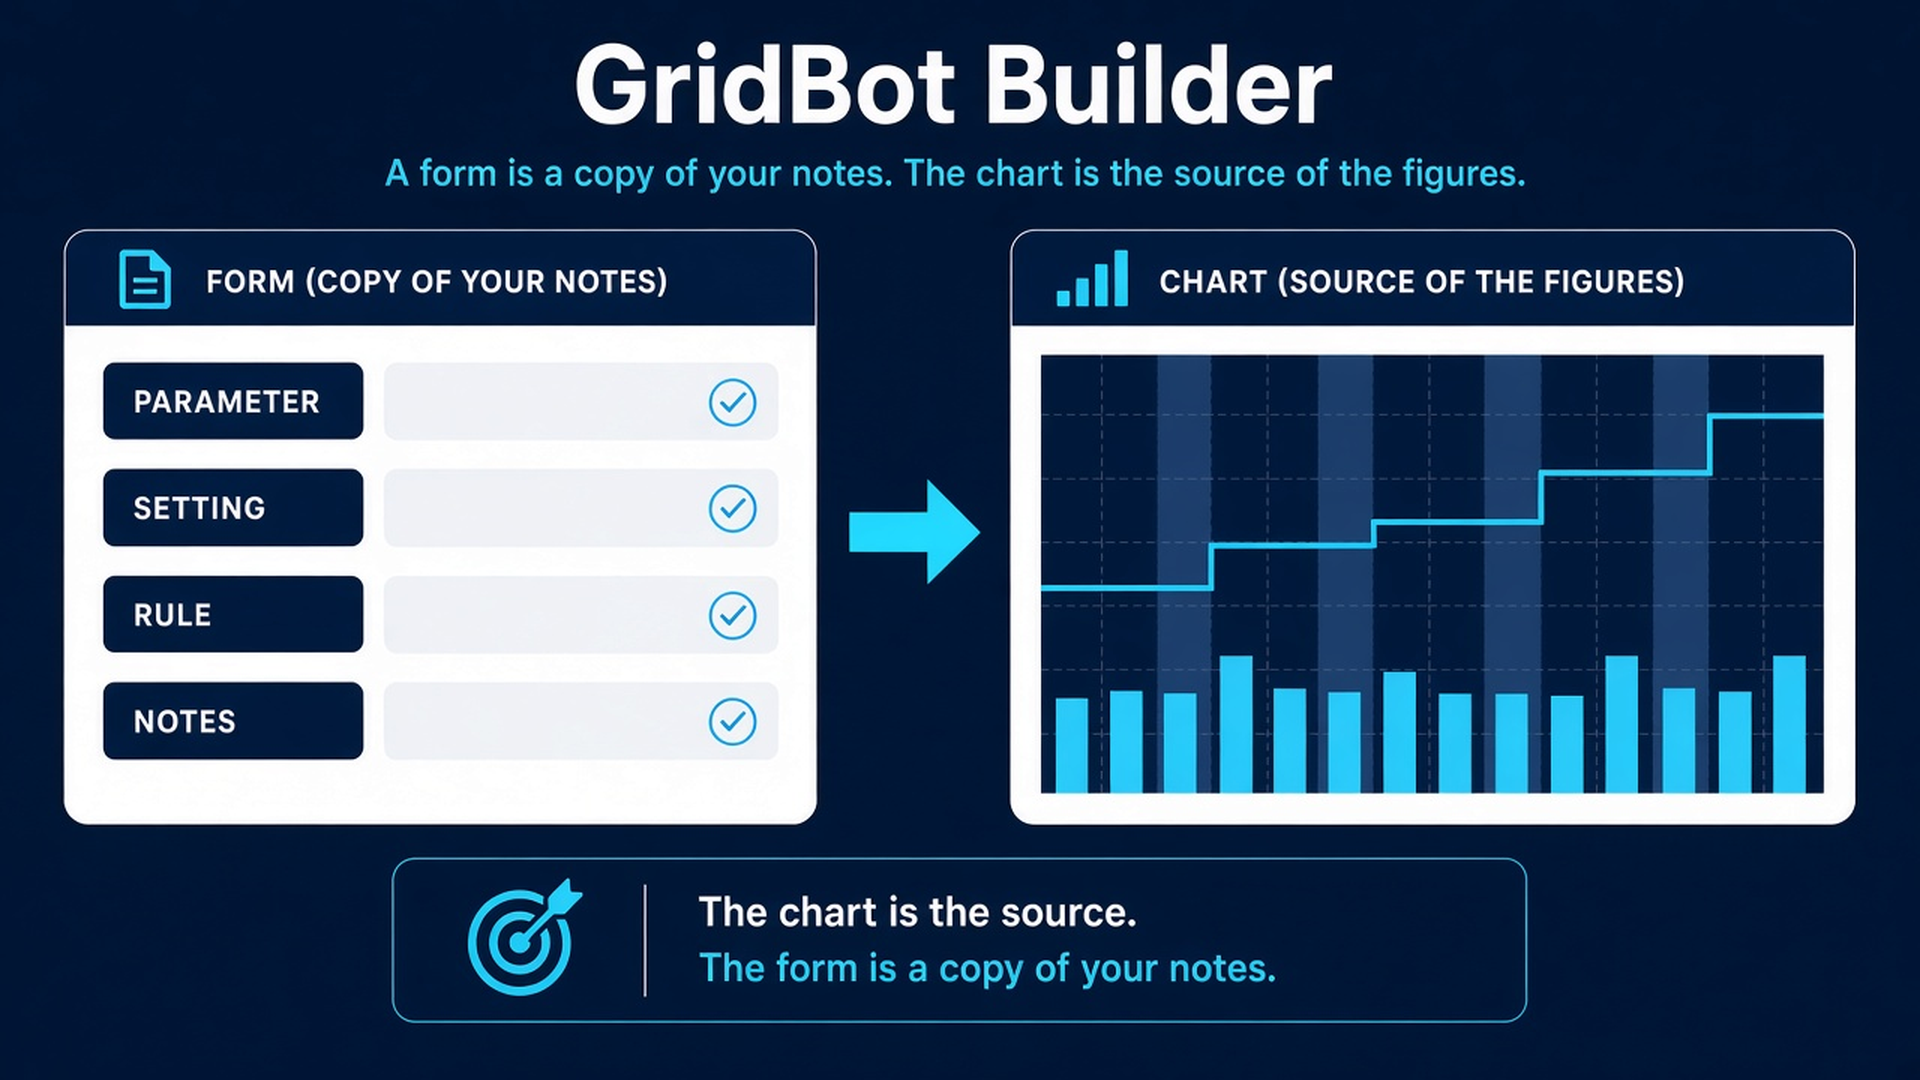 GridBot Builder
A form is a copy of your notes. The chart is the source of the figures.
FORM (COPY OF YOUR NOTES)
PARAMETER
SETTING
RULE
NOTES
CHART (SOURCE OF THE FIGURES)
The chart is the source.
The form is a copy of your notes.